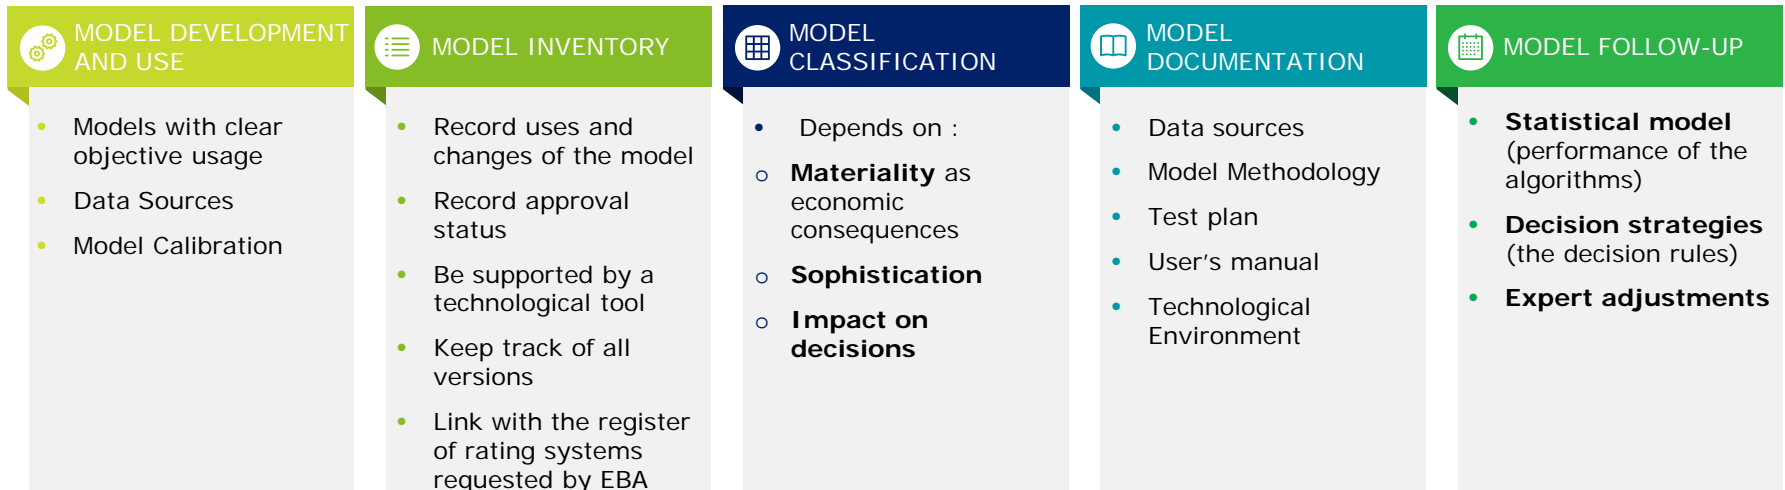 MODEL DEVELOPMENT
AND USE
• Models with clear
objective usage
• Data Sources
• Model Calibration
MODEL INVENTORY
• Record uses and
changes of the model
• Record approval
status
• Be supported by a
technological tool
• Keep track of all
versions
• Link with the register
of rating systems
requested by EBA
MODEL
CLASSIFICATION
• Depends on :
o Materiality as
economic
consequences
o Sophistication
o Impact on
decisions
MODEL
DOCUMENTATION
• Data sources
• Model Methodology
• Test plan
• User’s manual
• Technological
Environment
MODEL FOLLOW-UP
• Statistical model
(performance of the
algorithms)
• Decision strategies
(the decision rules)
• Expert adjustments